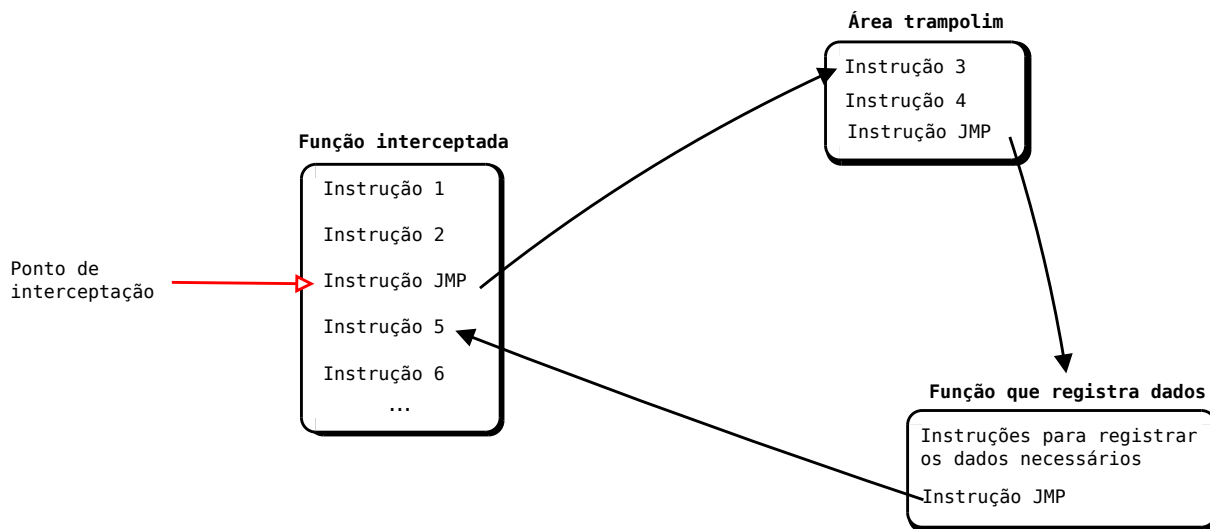 Área trampolim
Instrução 3
Instrução 4
Instrução JMP
Função interceptada
Instrução 1
Instrução 2
Instrução JMP
Instrução 5
Instrução 6
...
Ponto de
interceptação
Função que registra dados
Instruções para registrar
os dados necessários
Instrução JMP